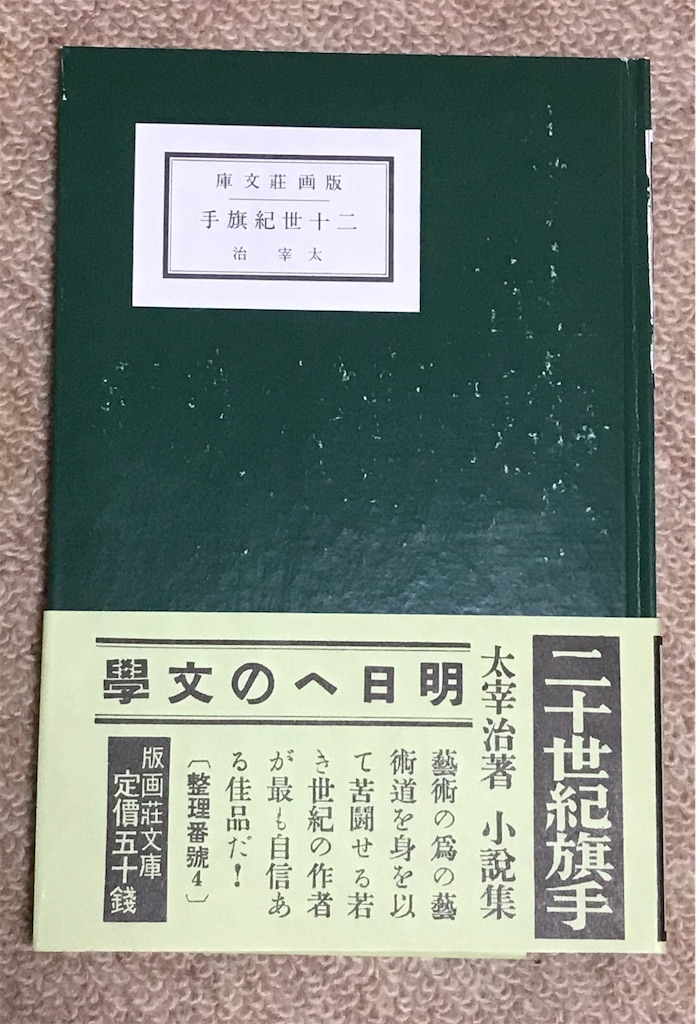 版画莊文庫
二十世紀旗手
太宰治
二十世紀旗手
太宰治著 小說集
明日への文學
藝術の爲の藝
術道を身を以
て苦闘せる若
き世紀の作者
が最も自信あ
る佳品だ！
〔整理番號4〕
版画莊文庫
定價五十錢